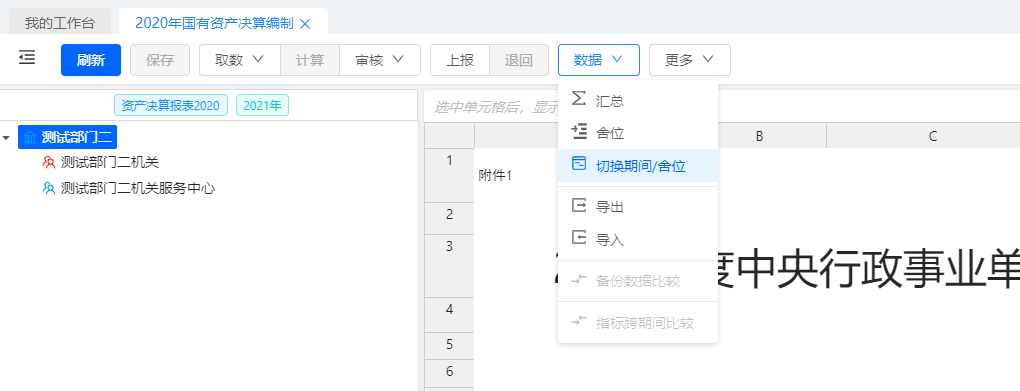 我的工作台 2020年国有资产决算编制
刷新 保存 取数 计算 审核 上报 退回 数据 更多
资产决算报表2020 2021年
选中单元格后，显示
测试部门二
测试部门二机关
测试部门二机关服务中心
汇总
舍位
切换期间/舍位
导出
导入
备份数据比较
指标跨期间比较
B C
1
附件1
2
3
度中央行政事业单
4
5
6